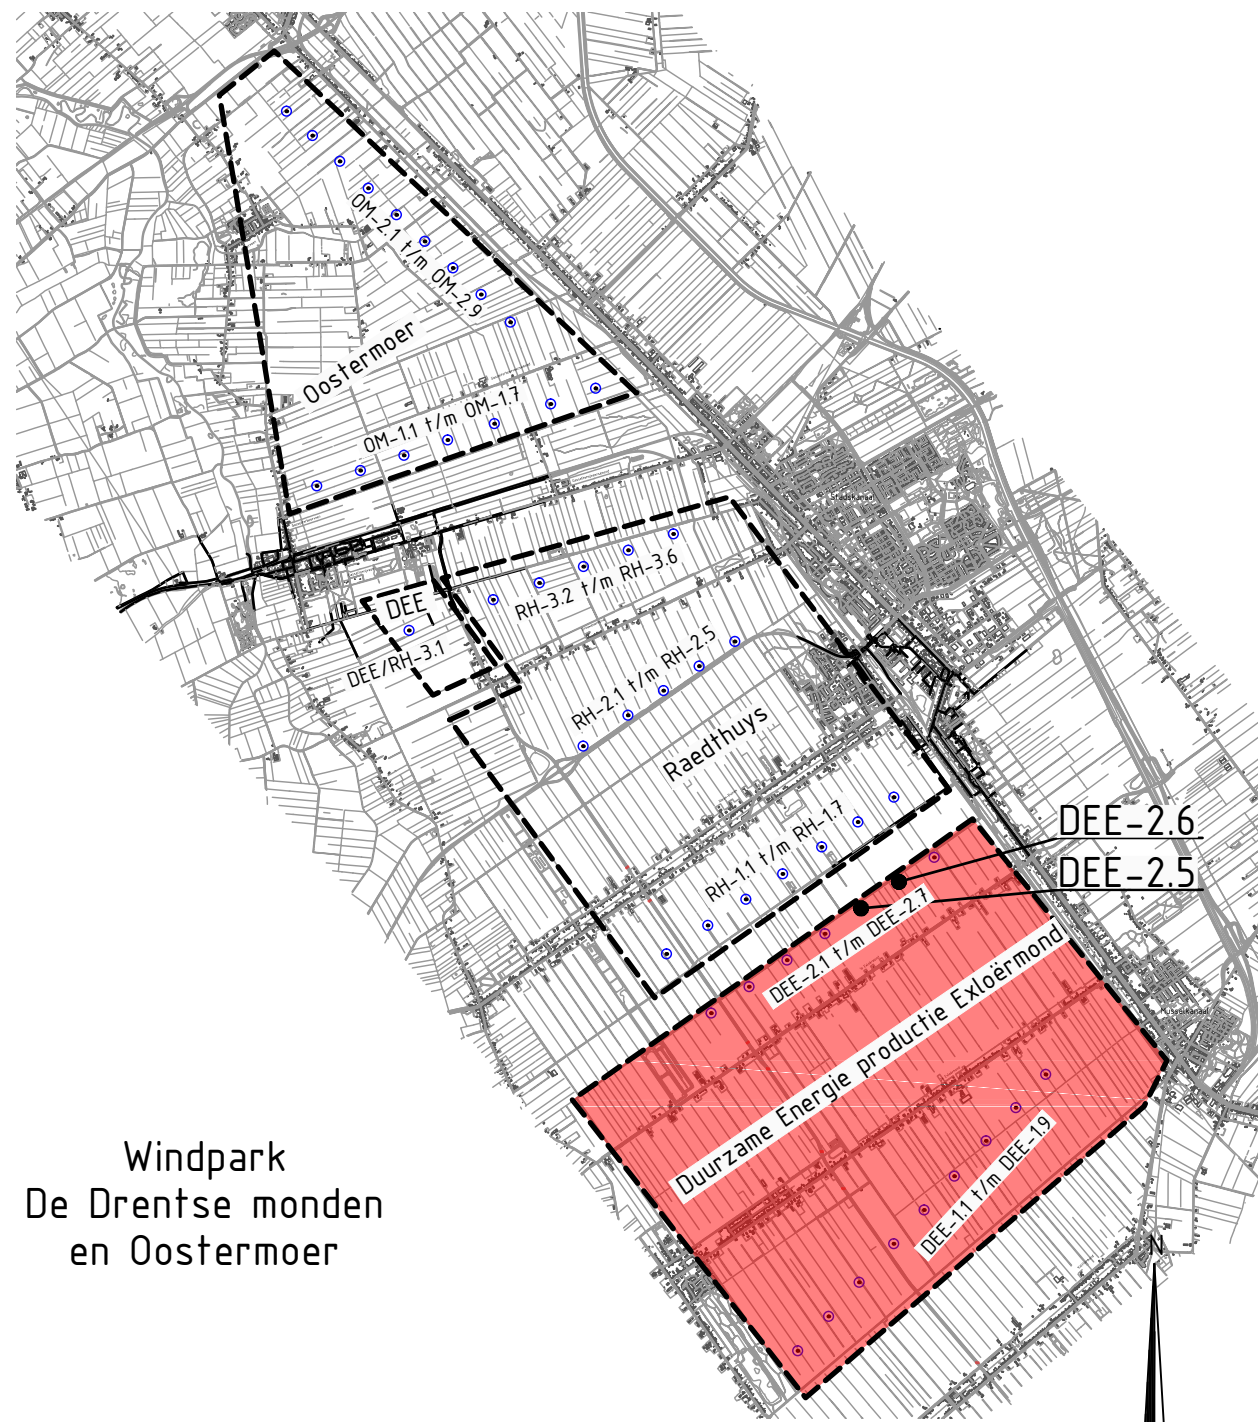 OM-2.1 t/m OM-2.9
Oostermoer
OM-1.1 t/m OM-1.7
Stadskanaal
RH-3.2 t/m RH-3.6
DEE
DEE/RH-3.1
RH-2.1 t/m RH-2.5
Raedthuys
RH-1.1 t/m RH-1.7
DEE-2.6
DEE-2.5
DEE-2.1 t/m DEE-2.7
Duurzame Energie productie Exloërmond
Musselkanaal
DEE-1.1 t/m DEE-1.9
Windpark
De Drentse monden
en Oostermoer
N